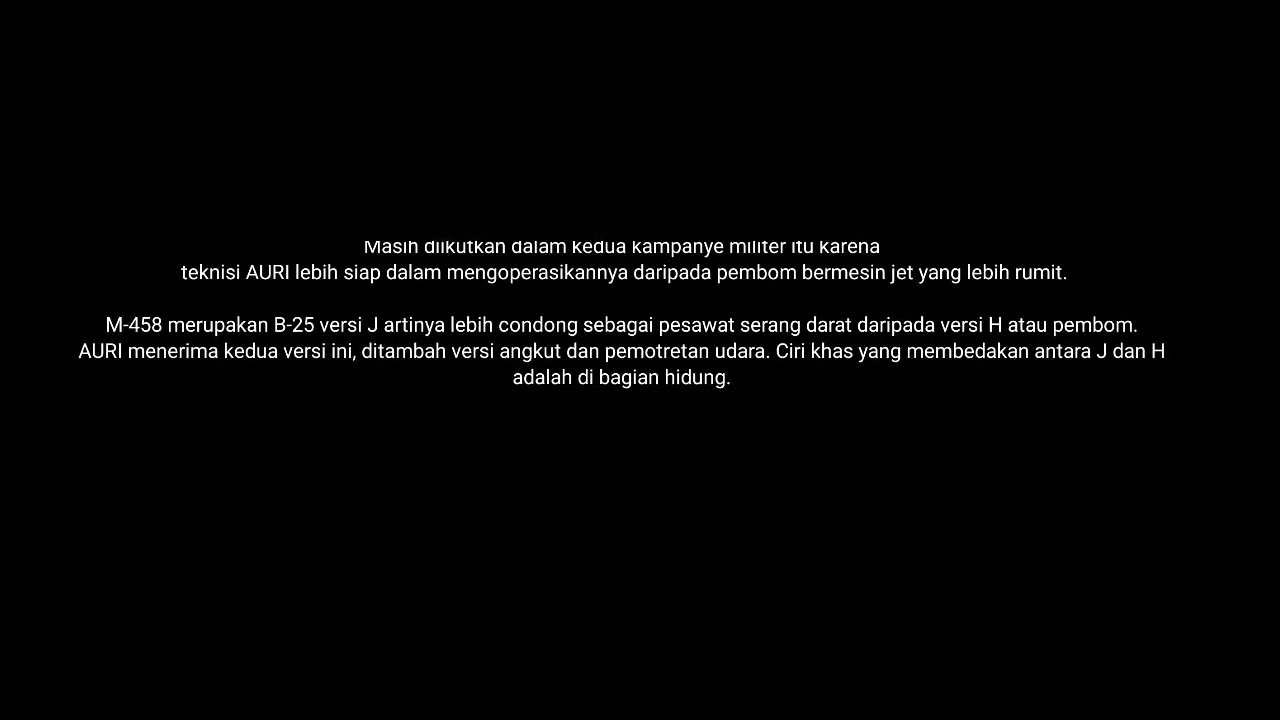 Masih diikutkan dalam kedua kampanye militer itu karena
teknisi AURI lebih siap dalam mengoperasikannya daripada pembom bermesin jet yang lebih rumit.
M-458 merupakan B-25 versi J artinya lebih condong sebagai pesawat serang darat daripada versi H atau pembom.
AURI menerima kedua versi ini, ditambah versi angkut dan pemotretan udara. Ciri khas yang membedakan antara J dan H
adalah di bagian hidung.